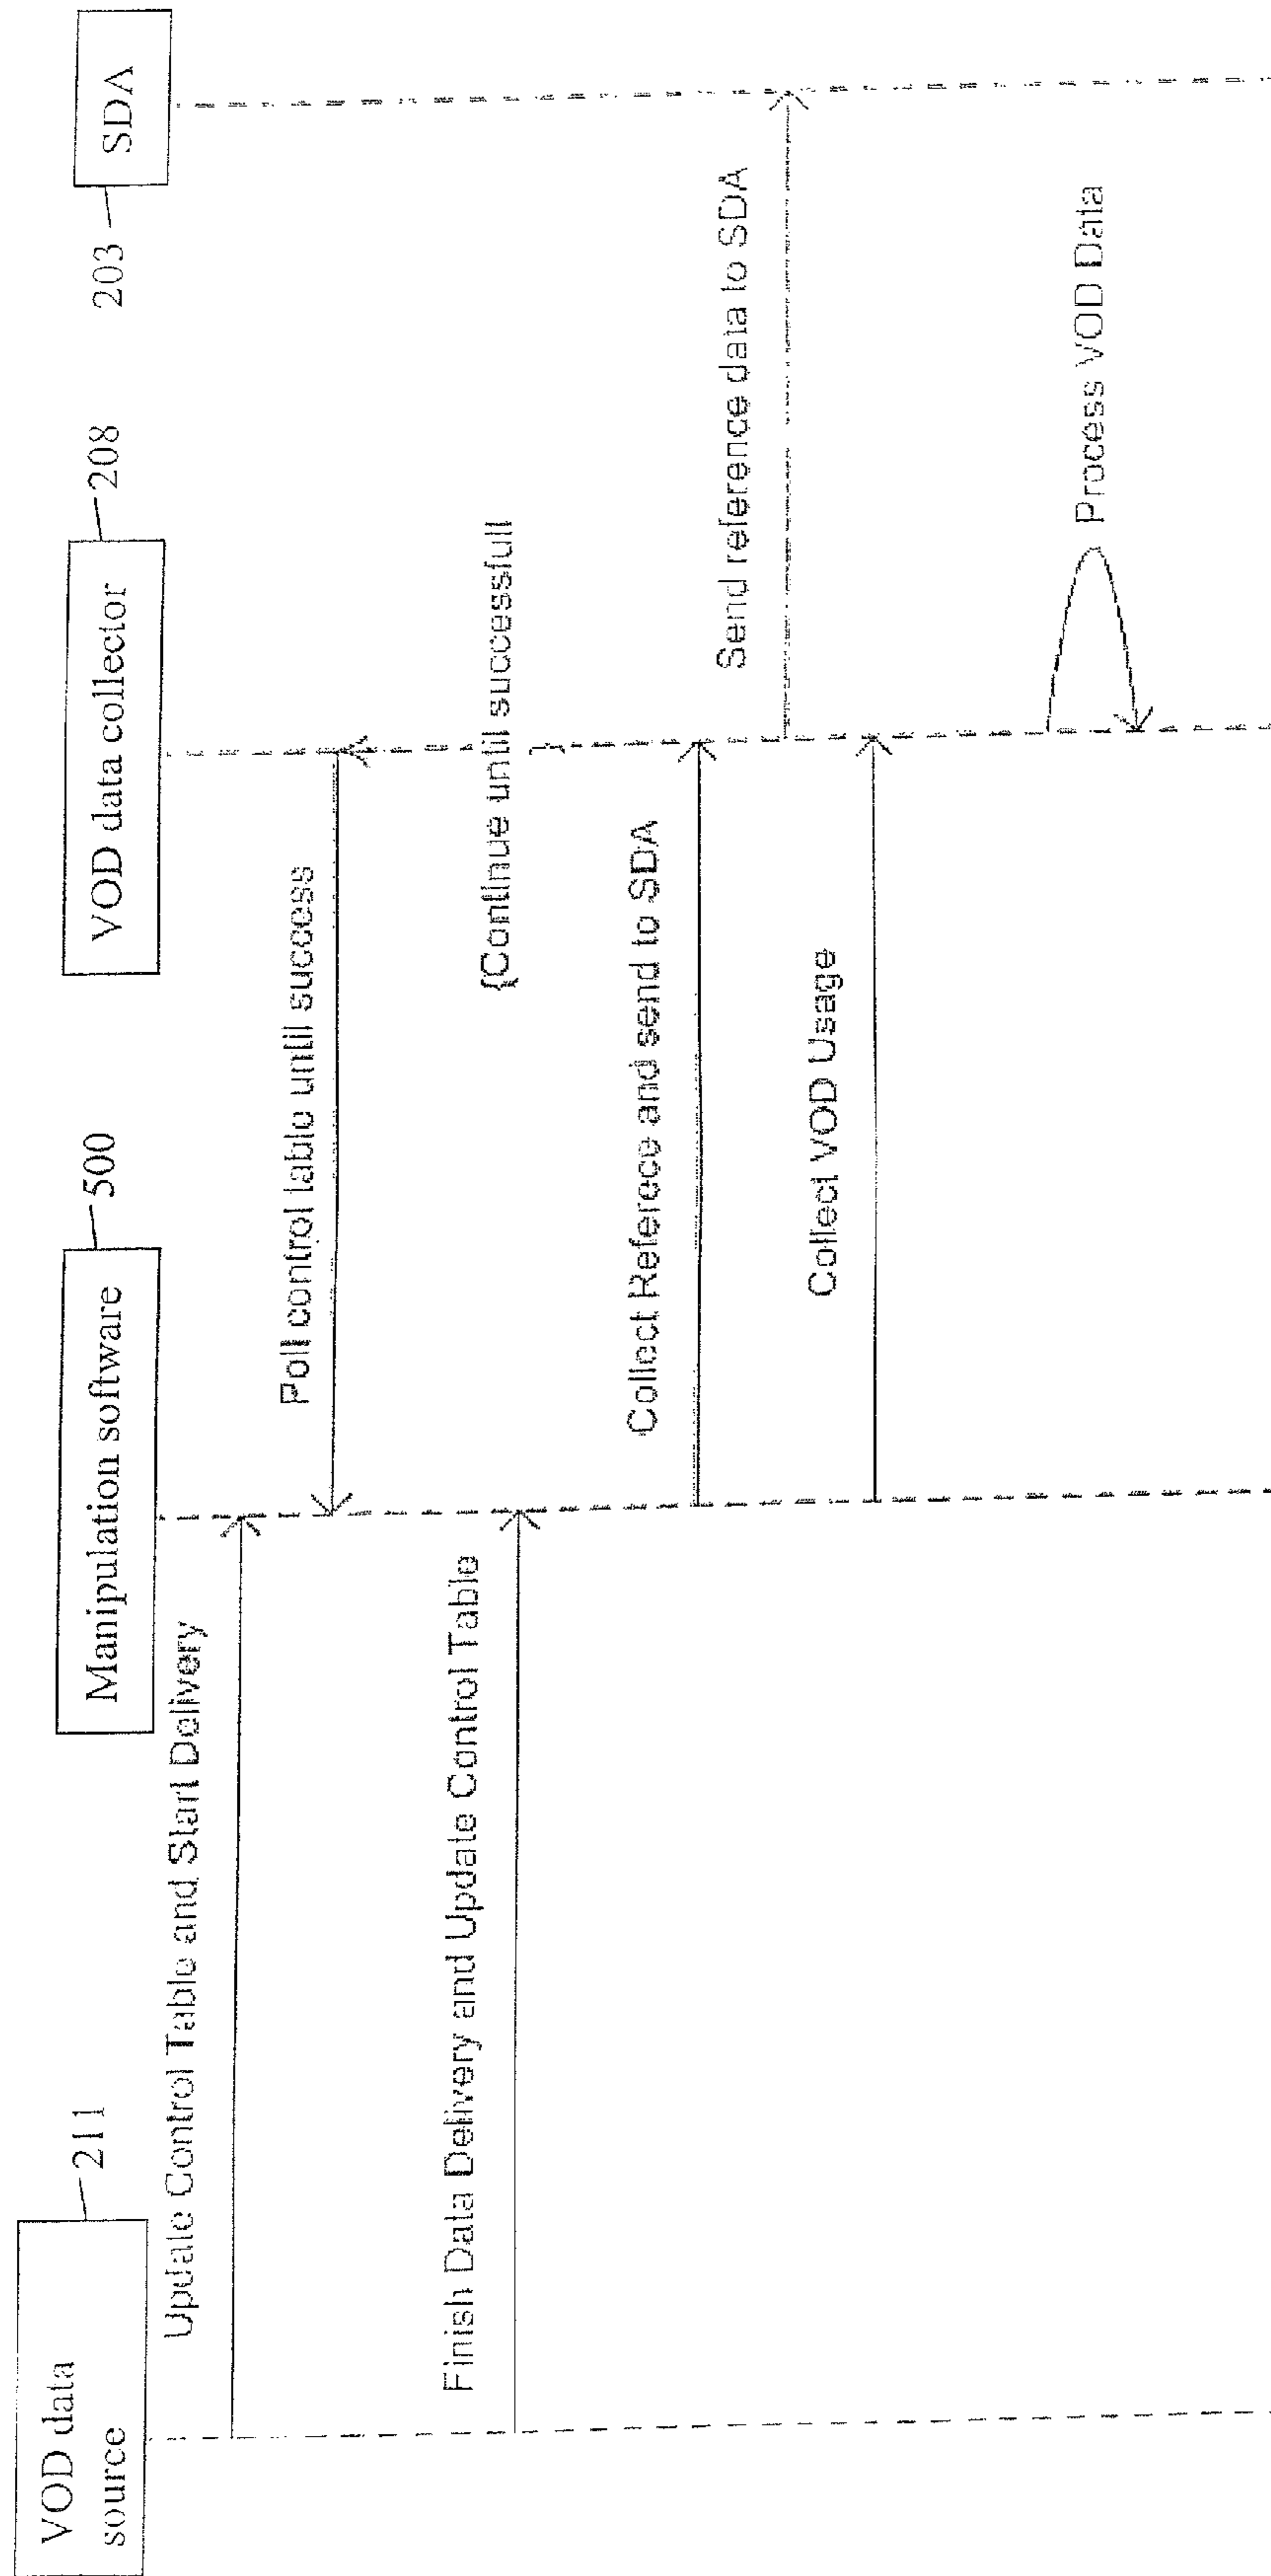 VOD data
source
211
Manipulation software
500
VOD data collector
208
SDA
203
Update Control Table and Start Delivery
Poll control table until success
Finish Data Delivery and Update Control Table
{Continue until successful}
Collect Referece and send to SDA
Send reference data to SDA
Collect VOD Usage
Process VOD Data